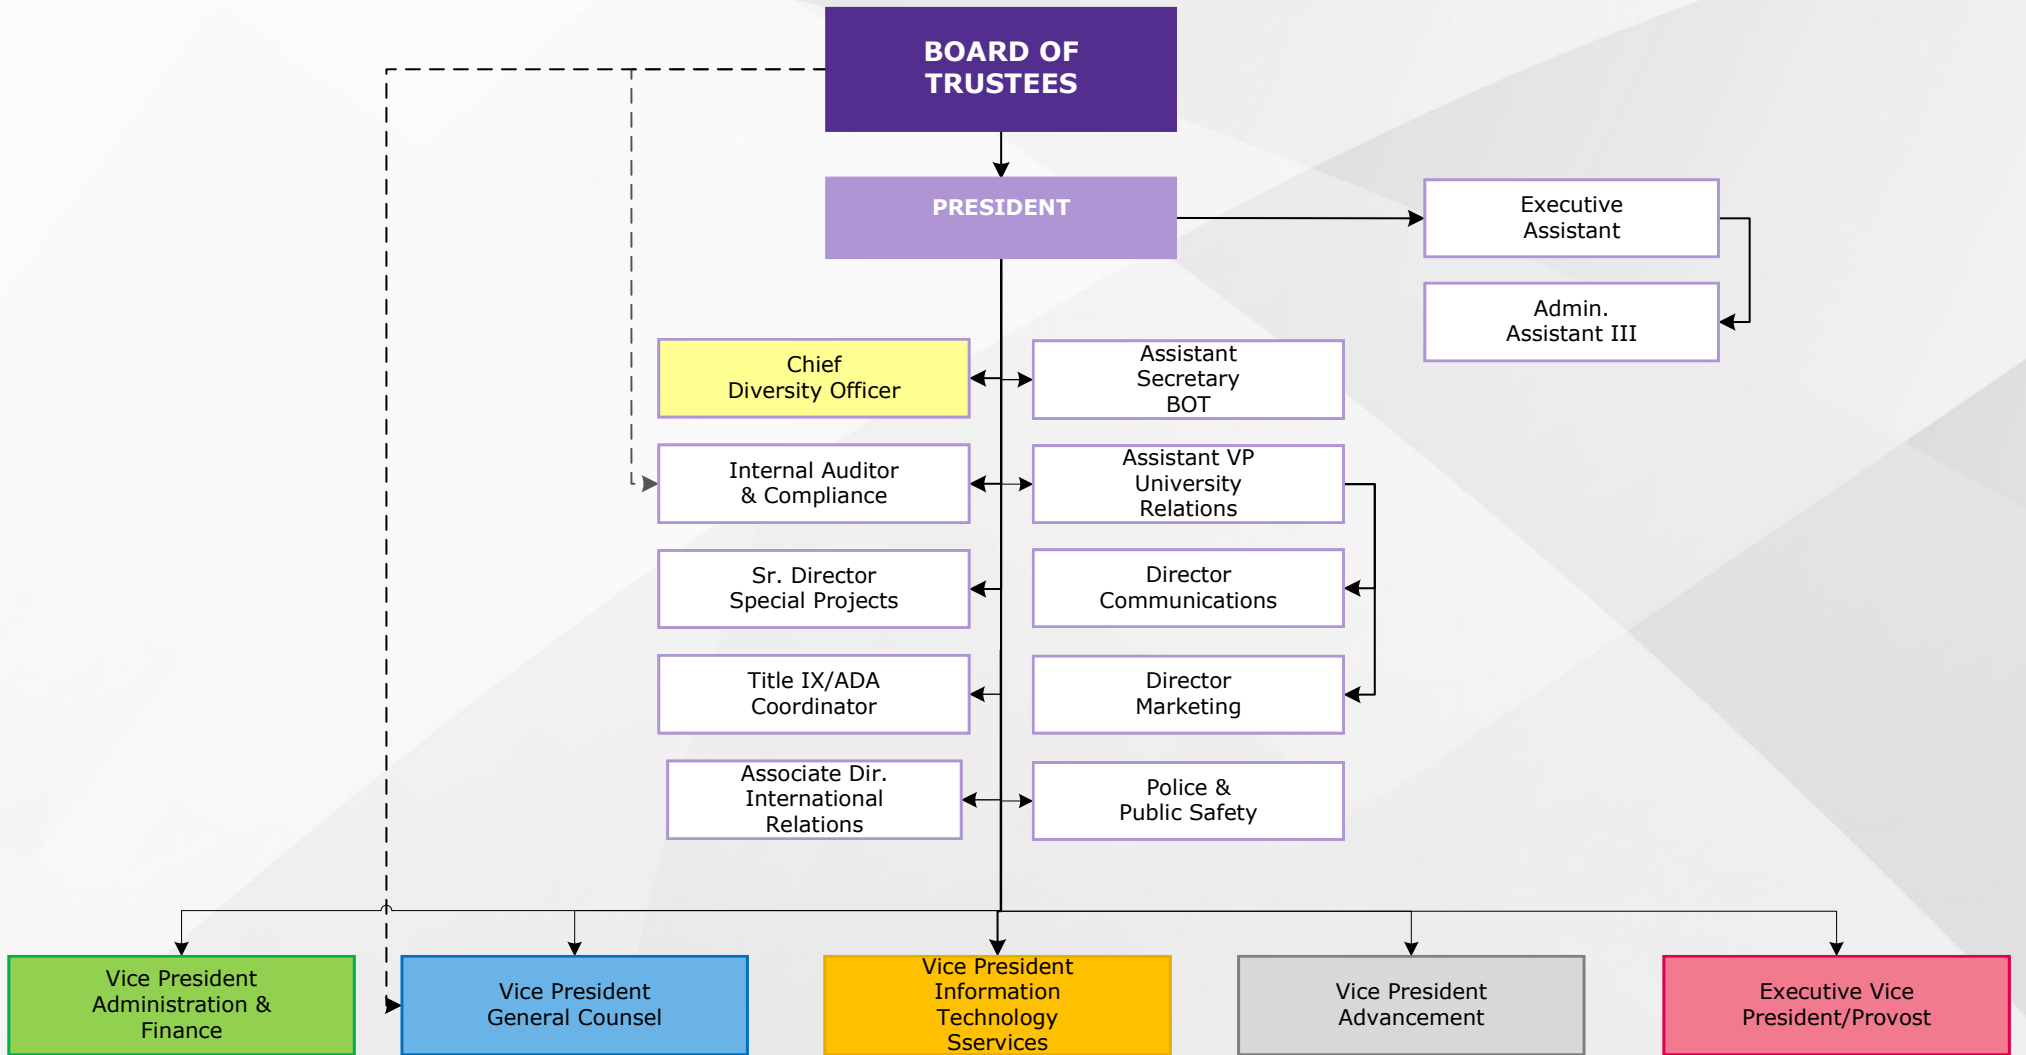 BOARD OF
TRUSTEES
PRESIDENT
Executive
Assistant
Admin.
Assistant III
Chief
Diversity Officer
Assistant
Secretary
BOT
Internal Auditor
& Compliance
Assistant VP
University
Relations
Sr. Director
Special Projects
Director
Communications
Title IX/ADA
Coordinator
Director
Marketing
Associate Dir.
International
Relations
Police &
Public Safety
Vice President
Administration &
Finance
Vice President
General Counsel
Vice President
Information
Technology
Sservices
Vice President
Advancement
Executive Vice
President/Provost